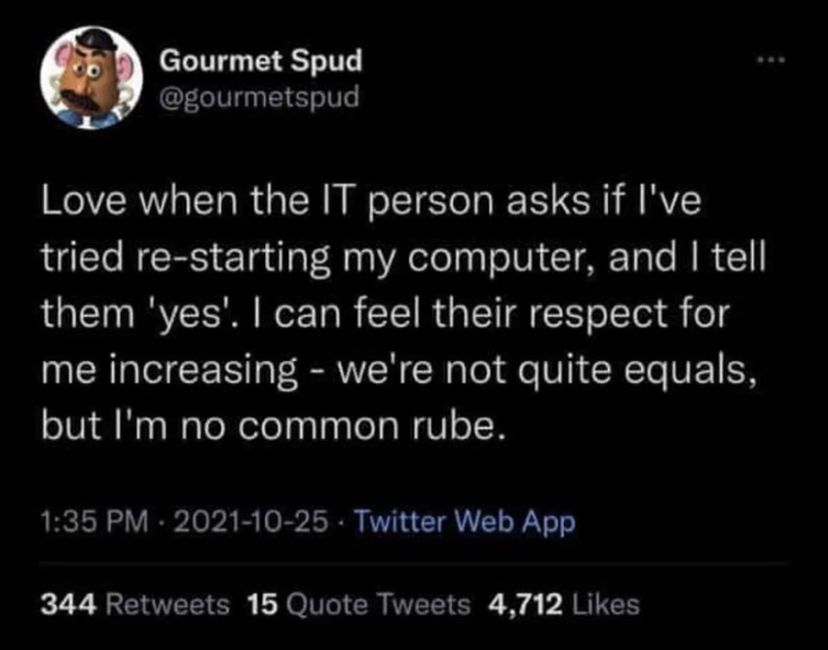 Gourmet Spud
@gourmetspud
Love when the IT person asks if I've
tried re-starting my computer, and I tell
them 'yes'. I can feel their respect for
me increasing - we're not quite equals,
but I'm no common rube.
1:35 PM · 2021-10-25 · Twitter Web App
344 Retweets 15 Quote Tweets 4,712 Likes